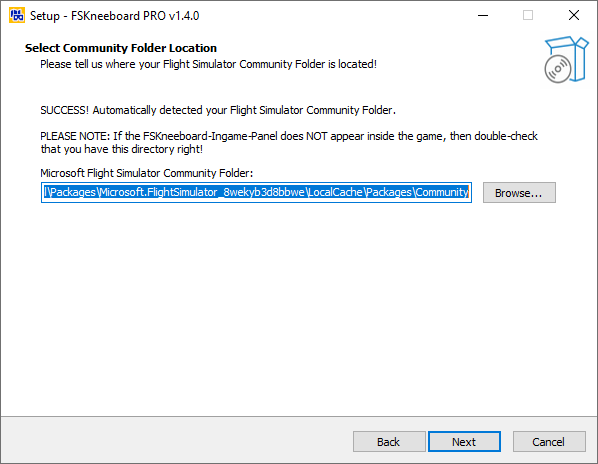 Setup - FSKneeboard PRO v1.4.0
Select Community Folder Location
Please tell us where your Flight Simulator Community Folder is located!
SUCCESS! Automatically detected your Flight Simulator Community Folder.
PLEASE NOTE: If the FSKneeboard-Ingame-Panel does NOT appear inside the game, then double-check
that you have this directory right!
Microsoft Flight Simulator Community Folder:
l\Packages\Microsoft.FlightSimulator_8wekyb3d8bbwe\LocalCache\Packages\Community
Browse...
Back
Next
Cancel